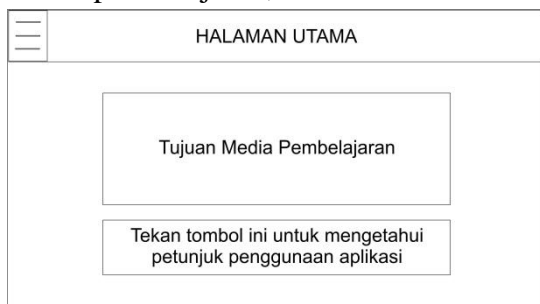 HALAMAN UTAMA
Tujuan Media Pembelajaran
Tekan tombol ini untuk mengetahui
petunjuk penggunaan aplikasi